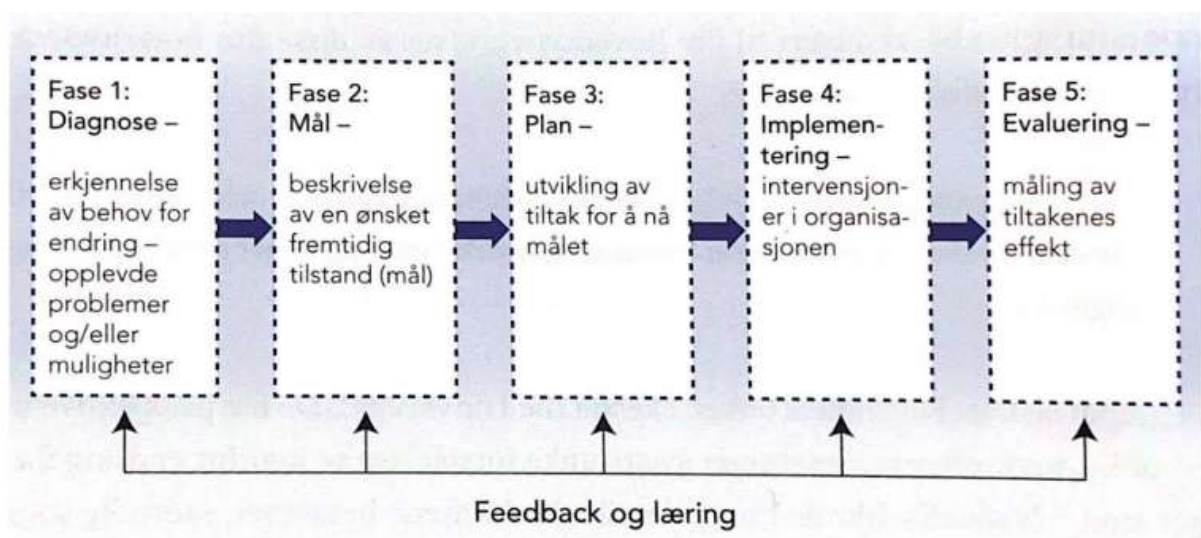 Fase 1:
Diagnose –
erkjennelse
av behov for
endring –
opplevde
problemer
og/eller
muligheter
Fase 2:
Mål –
beskrivelse
av en ønsket
fremtidig
tilstand (mål)
Fase 3:
Plan –
utvikling av
tiltak for å nå
målet
Fase 4:
Implemen-
tering –
intervensjon-
er i organisa-
sjonen
Fase 5:
Evaluering –
måling av
tiltakenes
effekt
Feedback og læring